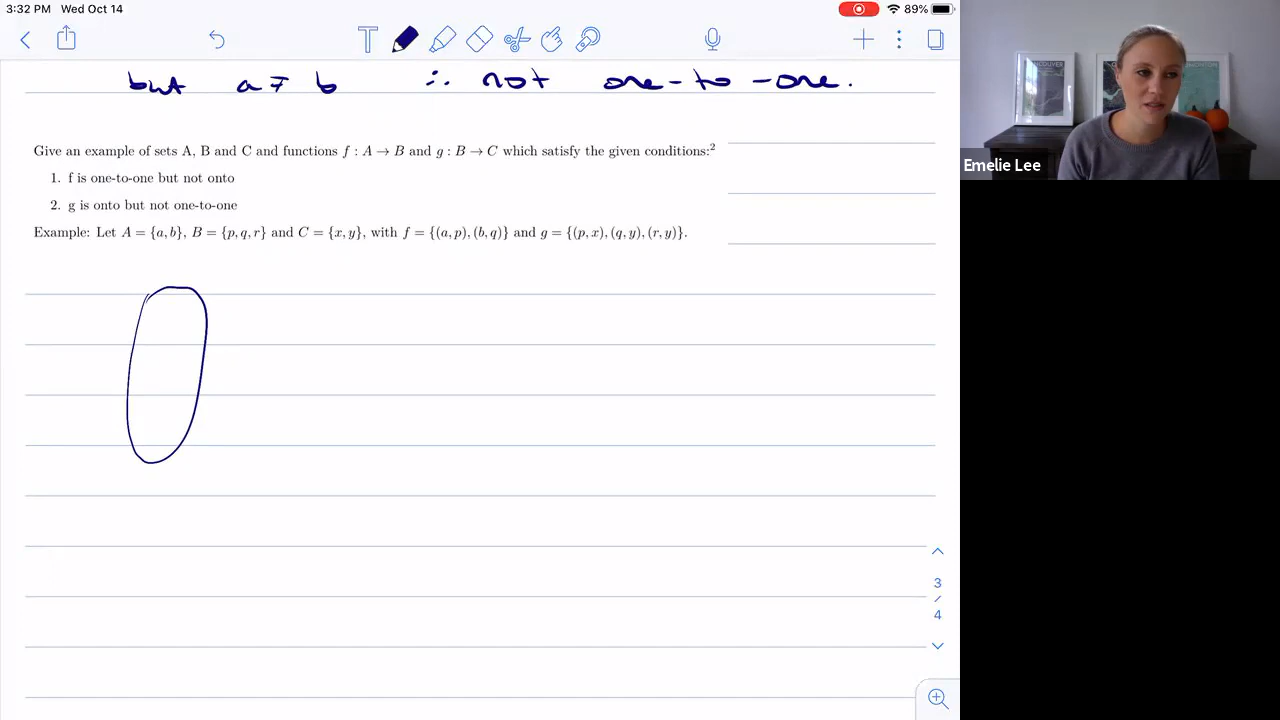 3:32 PM Wed Oct 14
89%
but a ≠ b ∴ not one-to-one.
Give an example of sets A, B and C and functions f : A → B and g : B → C which satisfy the given conditions:²
1. f is one-to-one but not onto
2. g is onto but not one-to-one
Example: Let A = {a, b}, B = {p, q, r} and C = {x, y}, with f = {(a, p), (b, q)} and g = {(p, x), (q, y), (r, y)}.
3
/
4
Emelie Lee
VANCOUVER